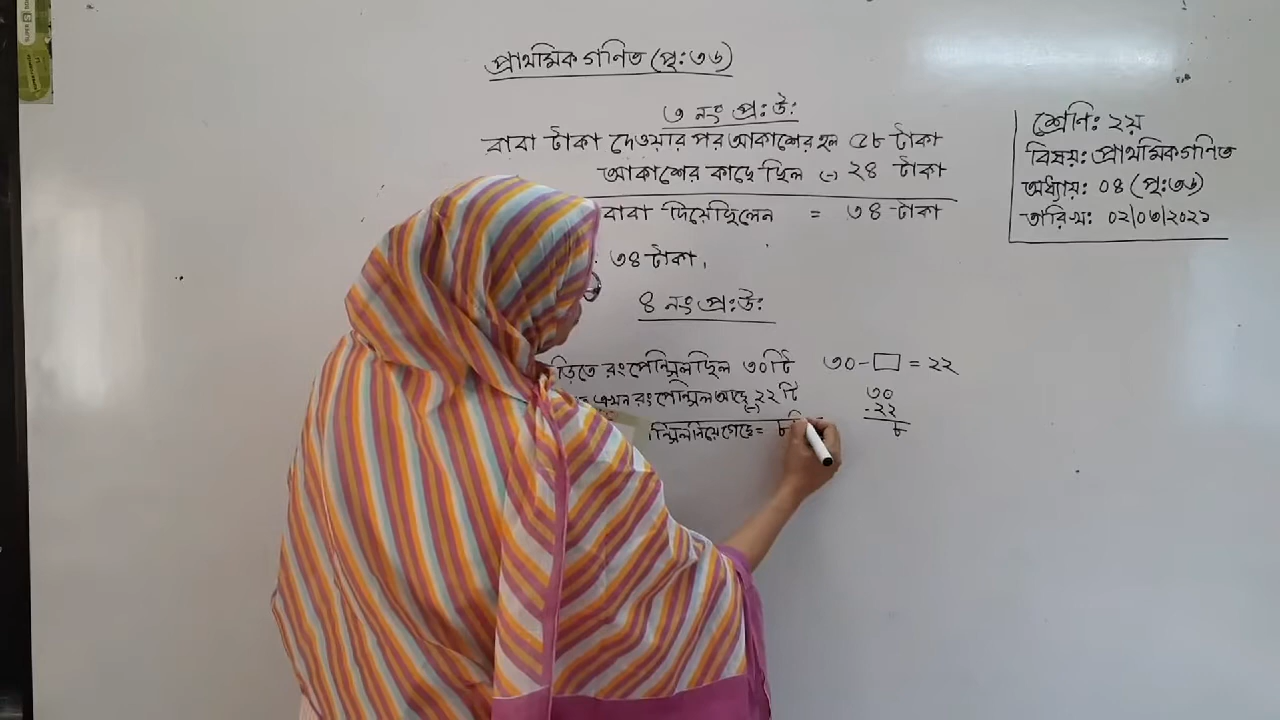 প্রাথমিক গণিত (পৃ:৩৬)
৩ নং প্র: উ:
বাবা টাকা দেওয়ার পর আকাশের হল ৫৮ টাকা
আকাশের কাছে ছিল (-) ২৪ টাকা
বাবা দিয়েছিলেন = ৩৪ টাকা
৩৪ টাকা,
৪ নং প্র: উ:
রং পেন্সিল ছিল ৩০টি
৩০ - □ = ২২
এখন রং পেন্সিল আছে (-) ২২টি
৩০
- ২২
৮
= ৮
শ্রেণি: ২য়
বিষয়: প্রাথমিক গণিত
অধ্যায়: ০৪ (পৃ:৩৬)
তারিখ: ০২/০৩/২০২১